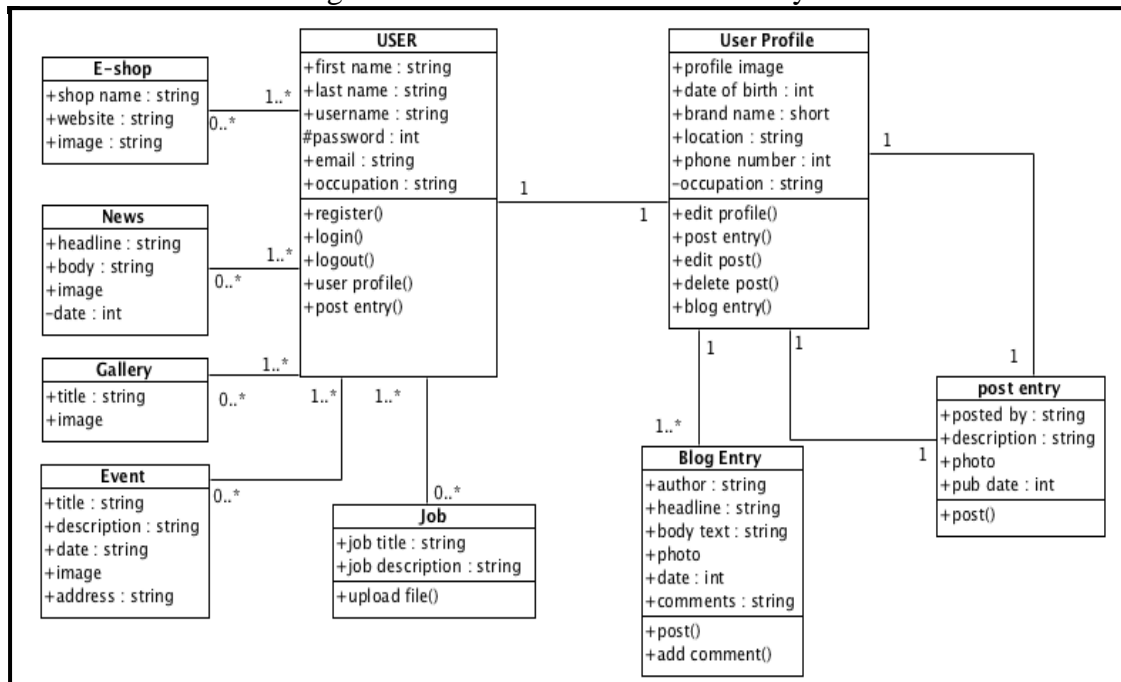 USER
+first name : string
+last name : string
+username : string
#password : int
+email : string
+occupation : string
+register()
+login()
+logout()
+user profile()
+post entry()
User Profile
+profile image
+date of birth : int
+brand name : short
+location : string
+phone number : int
-occupation : string
+edit profile()
+post entry()
+edit post()
+delete post()
+blog entry()
E-shop
+shop name : string
+website : string
+image : string
1..*
0..*
1
1
1
News
+headline : string
+body : string
+image
-date : int
1..*
0..*
Gallery
+title : string
+image
1..*
0..*
1..*
1..*
1
1
1
post entry
+posted by : string
+description : string
+photo
+pub date : int
+post()
1
1..*
Event
+title : string
+description : string
+date : string
+image
+address : string
0..*
0..*
Job
+job title : string
+job description : string
+upload file()
Blog Entry
+author : string
+headline : string
+body text : string
+photo
+date : int
+comments : string
+post()
+add comment()